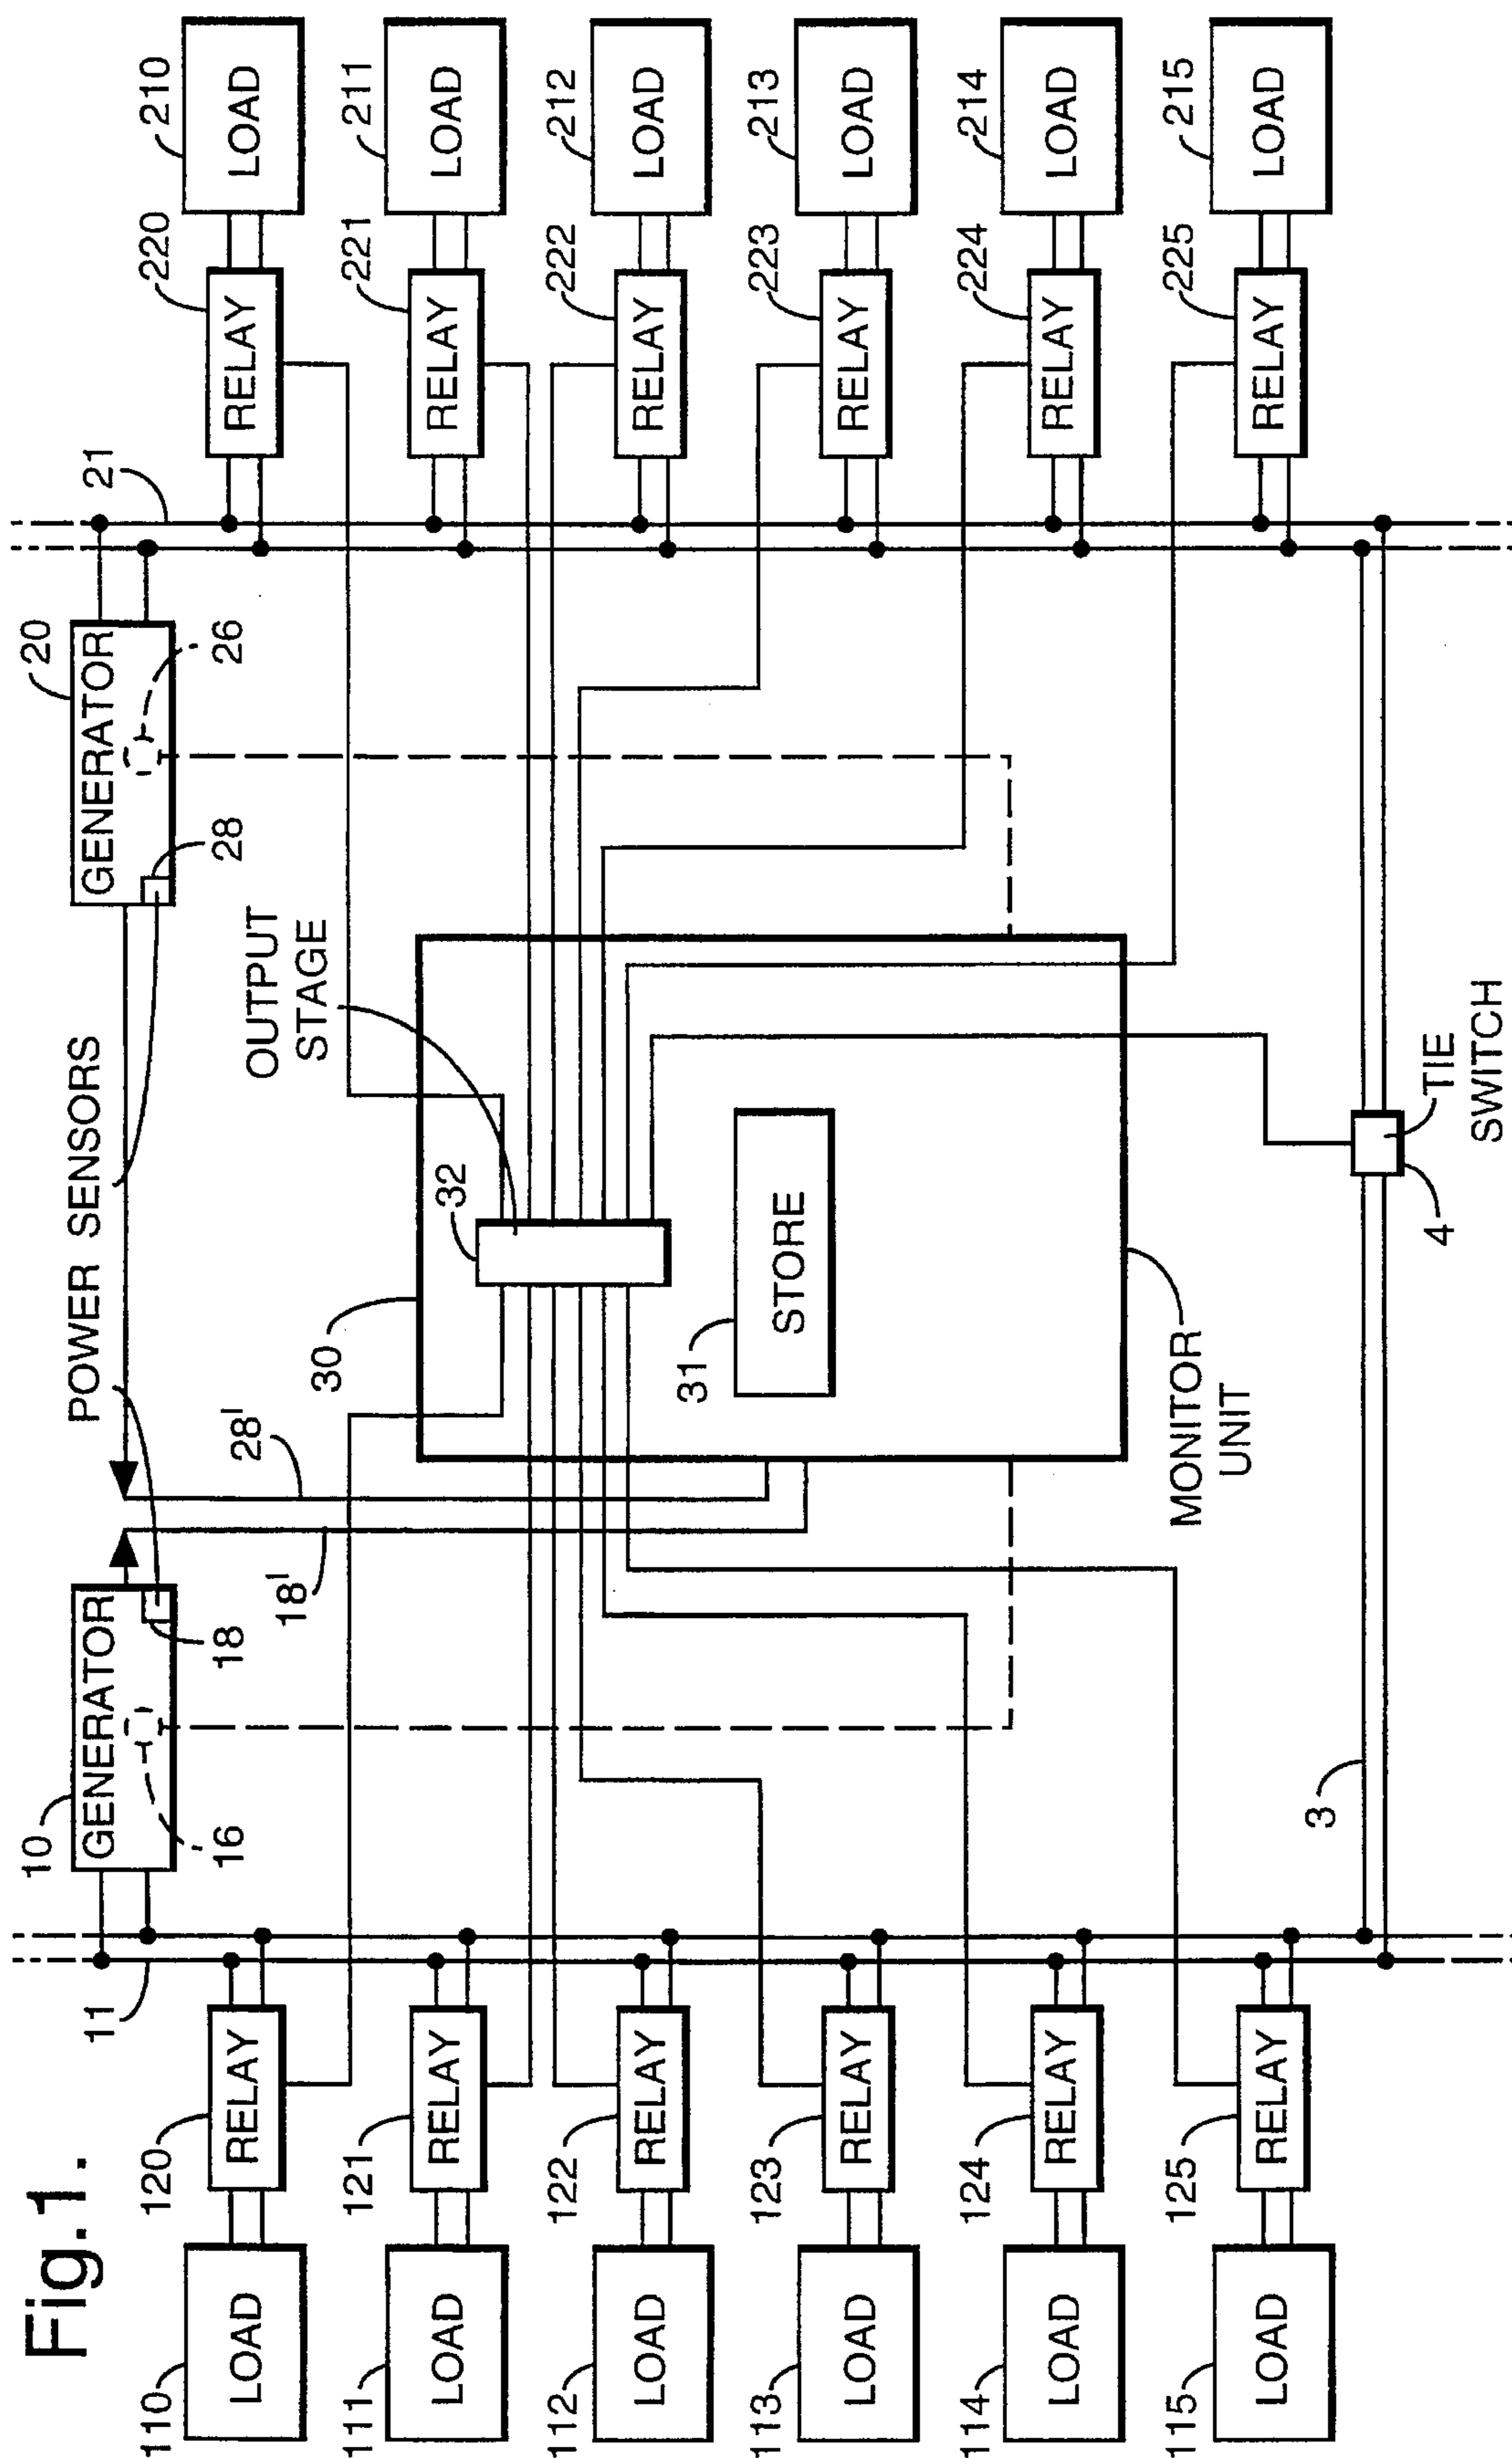 Fig.1.
10
GENERATOR
16
18
18'
POWER SENSORS
28'
20
GENERATOR
28
26
11
21
110
LOAD
120
RELAY
111
LOAD
121
RELAY
112
LOAD
122
RELAY
113
LOAD
123
RELAY
114
LOAD
124
RELAY
115
LOAD
125
RELAY
30
32
OUTPUT
STAGE
31
STORE
MONITOR
UNIT
220
RELAY
210
LOAD
221
RELAY
211
LOAD
222
RELAY
212
LOAD
223
RELAY
213
LOAD
224
RELAY
214
LOAD
225
RELAY
215
LOAD
3
4
TIE
SWITCH